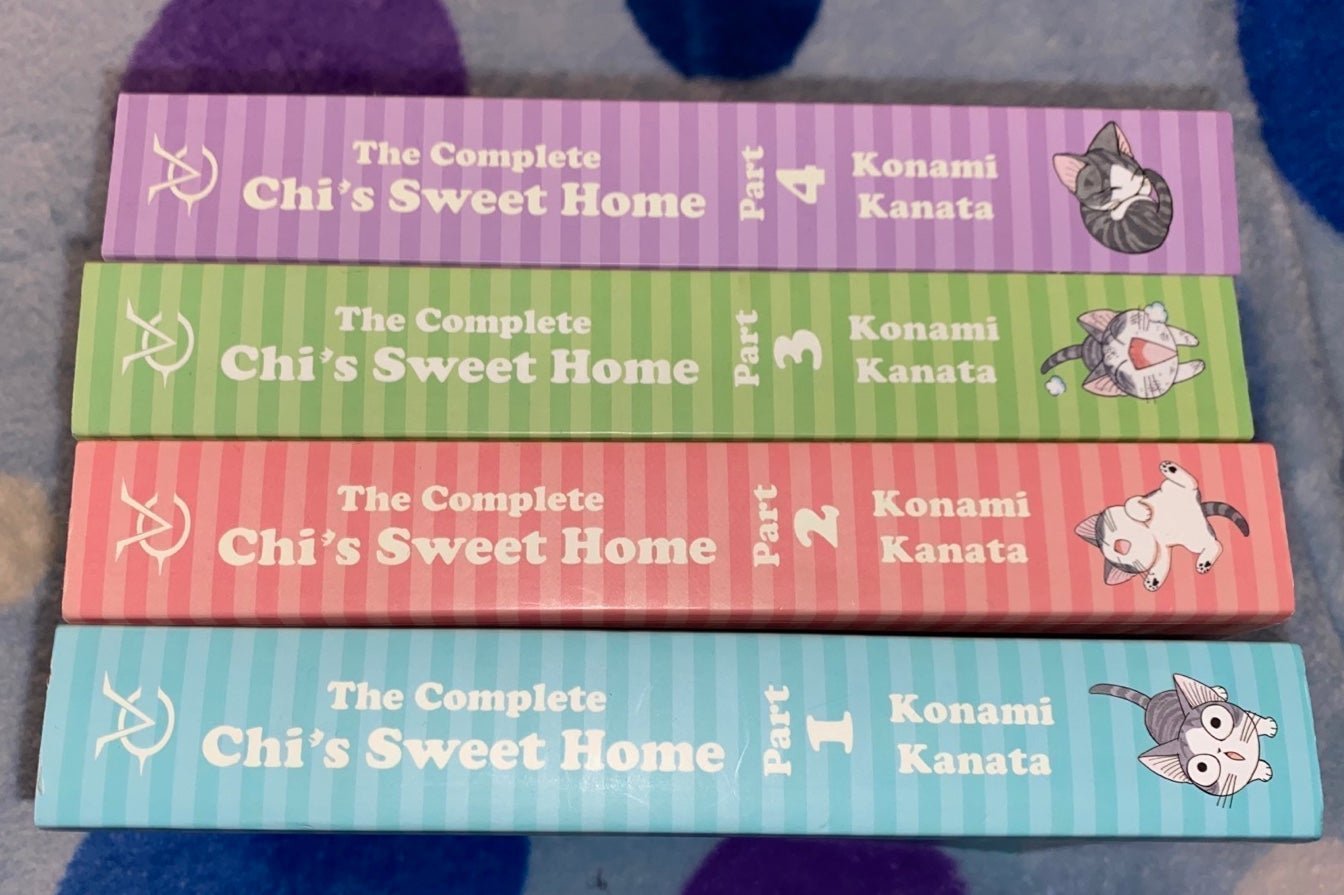 The Complete
Chi's Sweet Home
Part 4
Konami
Kanata
The Complete
Chi's Sweet Home
Part 3
Konami
Kanata
The Complete
Chi's Sweet Home
Part 2
Konami
Kanata
The Complete
Chi's Sweet Home
Part 1
Konami
Kanata